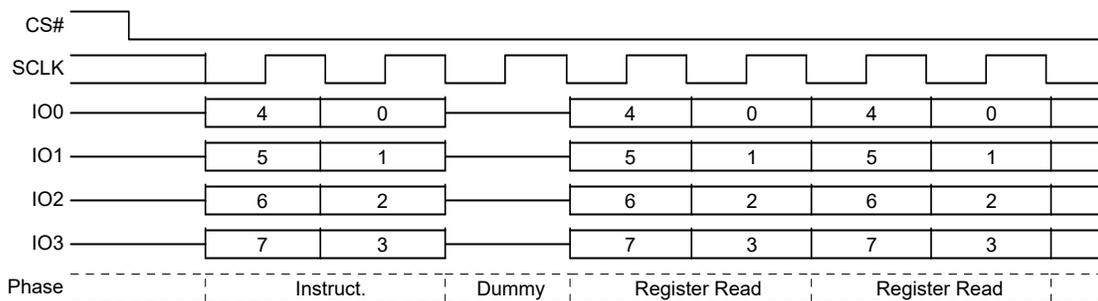 CS#
SCLK
IO0 4 0 4 0 4 0
IO1 5 1 5 1 5 1
IO2 6 2 6 2 6 2
IO3 7 3 7 3 7 3
Phase Instruct. Dummy Register Read Register Read